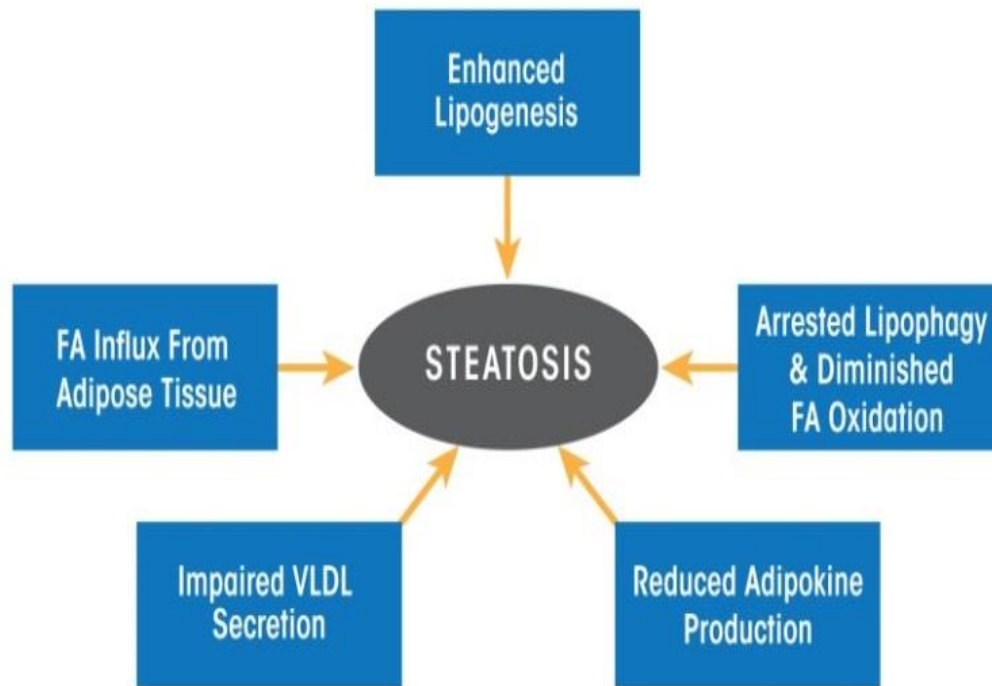 Enhanced
Lipogenesis
FA Influx From
Adipose Tissue
STEATOSIS
Arrested Lipophagy
& Diminished
FA Oxidation
Impaired VLDL
Secretion
Reduced Adipokine
Production